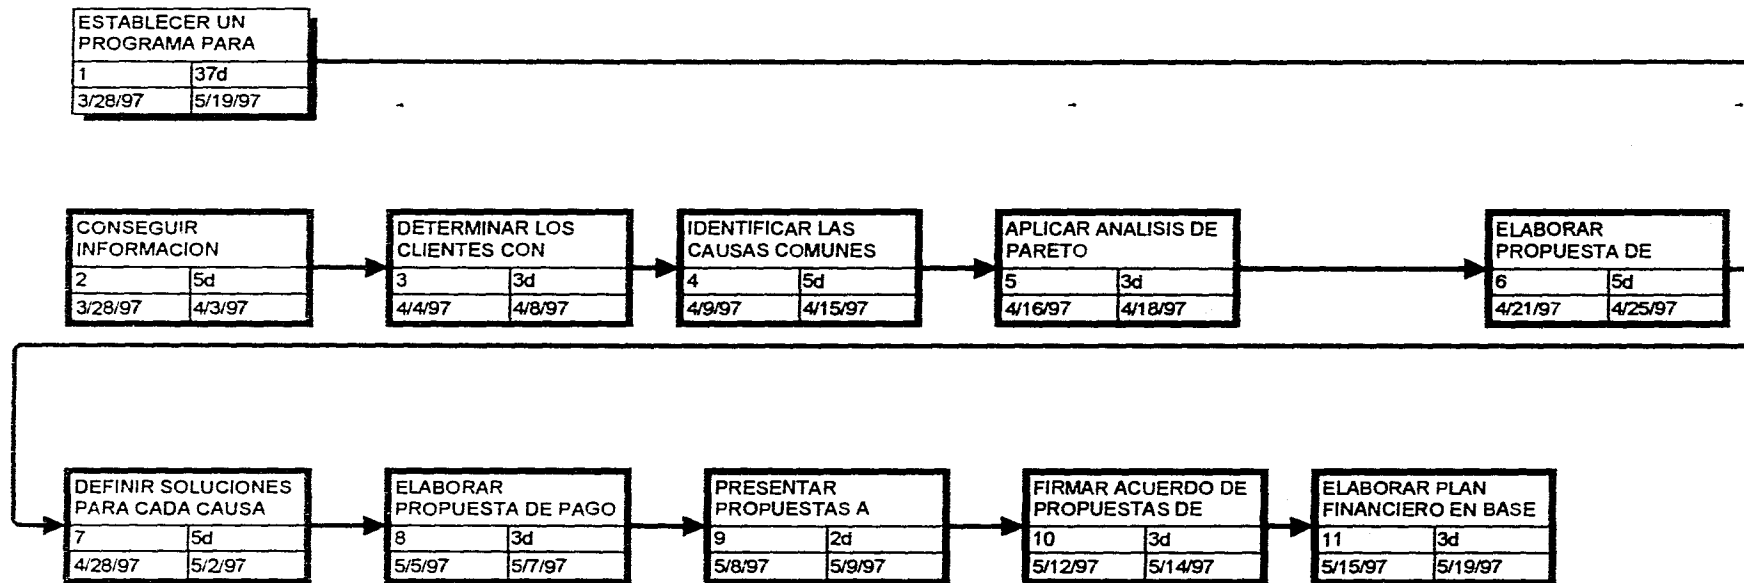 ESTABLECER UN
PROGRAMA PARA
1 37d
3/28/97 5/19/97
CONSEGUIR
INFORMACION
2 5d
3/28/97 4/3/97
DETERMINAR LOS
CLIENTES CON
3 3d
4/4/97 4/8/97
IDENTIFICAR LAS
CAUSAS COMUNES
4 5d
4/9/97 4/15/97
APLICAR ANALISIS DE
PARETO
5 3d
4/16/97 4/18/97
ELABORAR
PROPUESTA DE
6 5d
4/21/97 4/25/97
DEFINIR SOLUCIONES
PARA CADA CAUSA
7 5d
4/28/97 5/2/97
ELABORAR
PROPUESTA DE PAGO
8 3d
5/5/97 5/7/97
PRESENTAR
PROPUESTAS A
9 2d
5/8/97 5/9/97
FIRMAR ACUERDO DE
PROPUESTAS DE
10 3d
5/12/97 5/14/97
ELABORAR PLAN
FINANCIERO EN BASE
11 3d
5/15/97 5/19/97